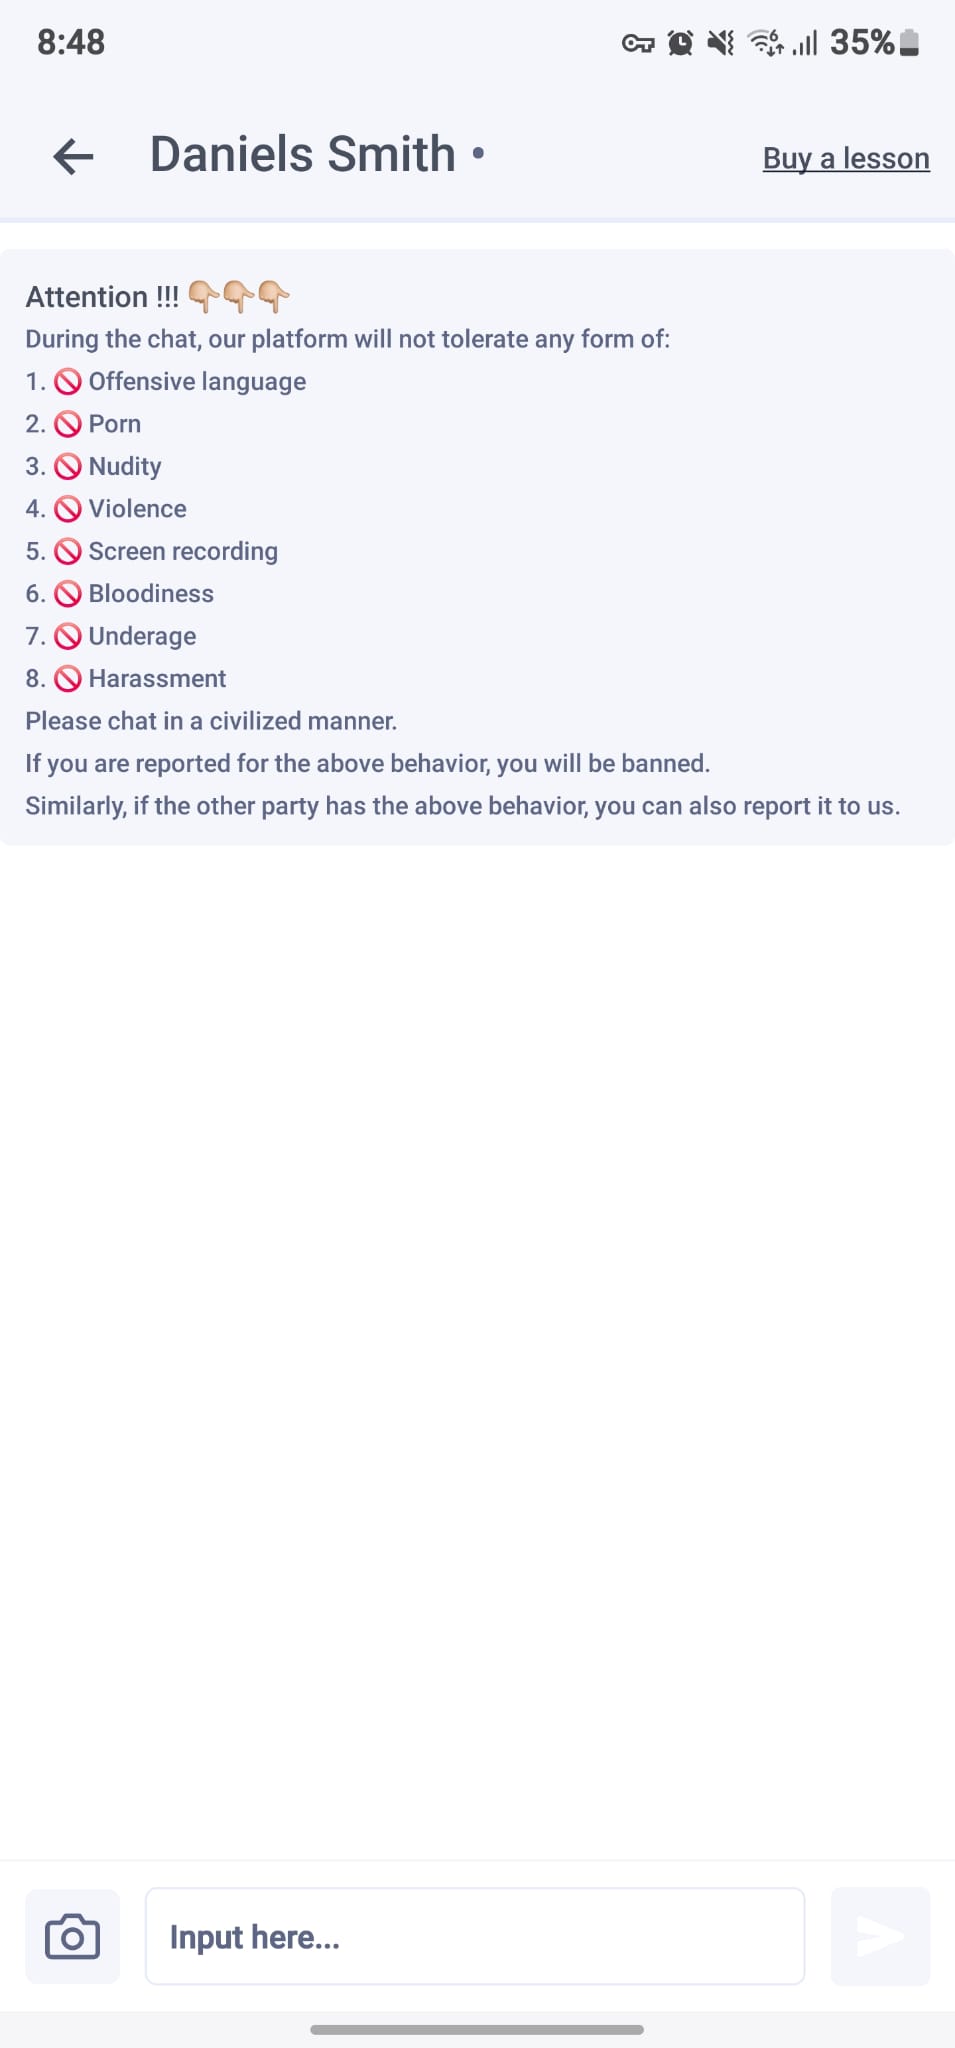 8:48
35%
Daniels Smith •
Buy a lesson
Attention !!! 👇🏼👇🏼👇🏼
During the chat, our platform will not tolerate any form of:
1. 🚫 Offensive language
2. 🚫 Porn
3. 🚫 Nudity
4. 🚫 Violence
5. 🚫 Screen recording
6. 🚫 Bloodiness
7. 🚫 Underage
8. 🚫 Harassment
Please chat in a civilized manner.
If you are reported for the above behavior, you will be banned.
Similarly, if the other party has the above behavior, you can also report it to us.
Input here...